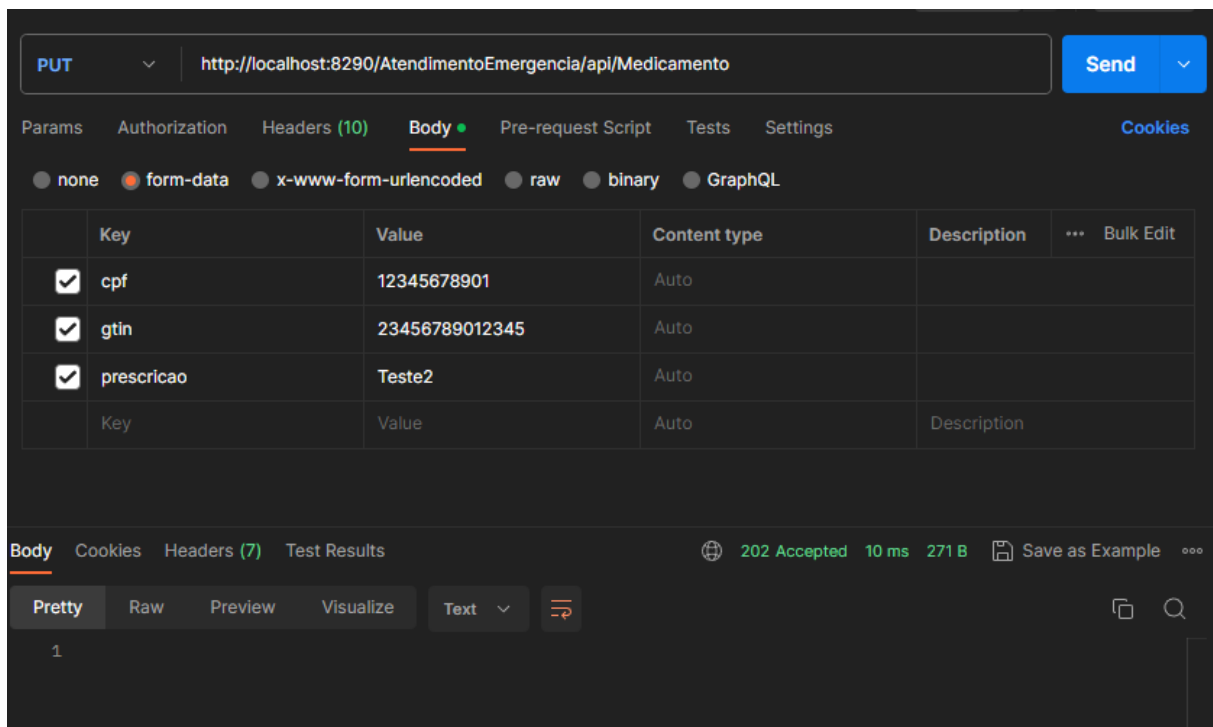 PUT http://localhost:8290/AtendimentoEmergencia/api/Medicamento Send
Params Authorization Headers (10) Body Pre-request Script Tests Settings Cookies
none form-data x-www-form-urlencoded raw binary GraphQL
Key Value Content type Description ••• Bulk Edit
cpf 12345678901 Auto
gtin 23456789012345 Auto
prescricao Teste2 Auto
Key Value Auto Description
Body Cookies Headers (7) Test Results 202 Accepted 10 ms 271 B Save as Example
Pretty Raw Preview Visualize Text
1